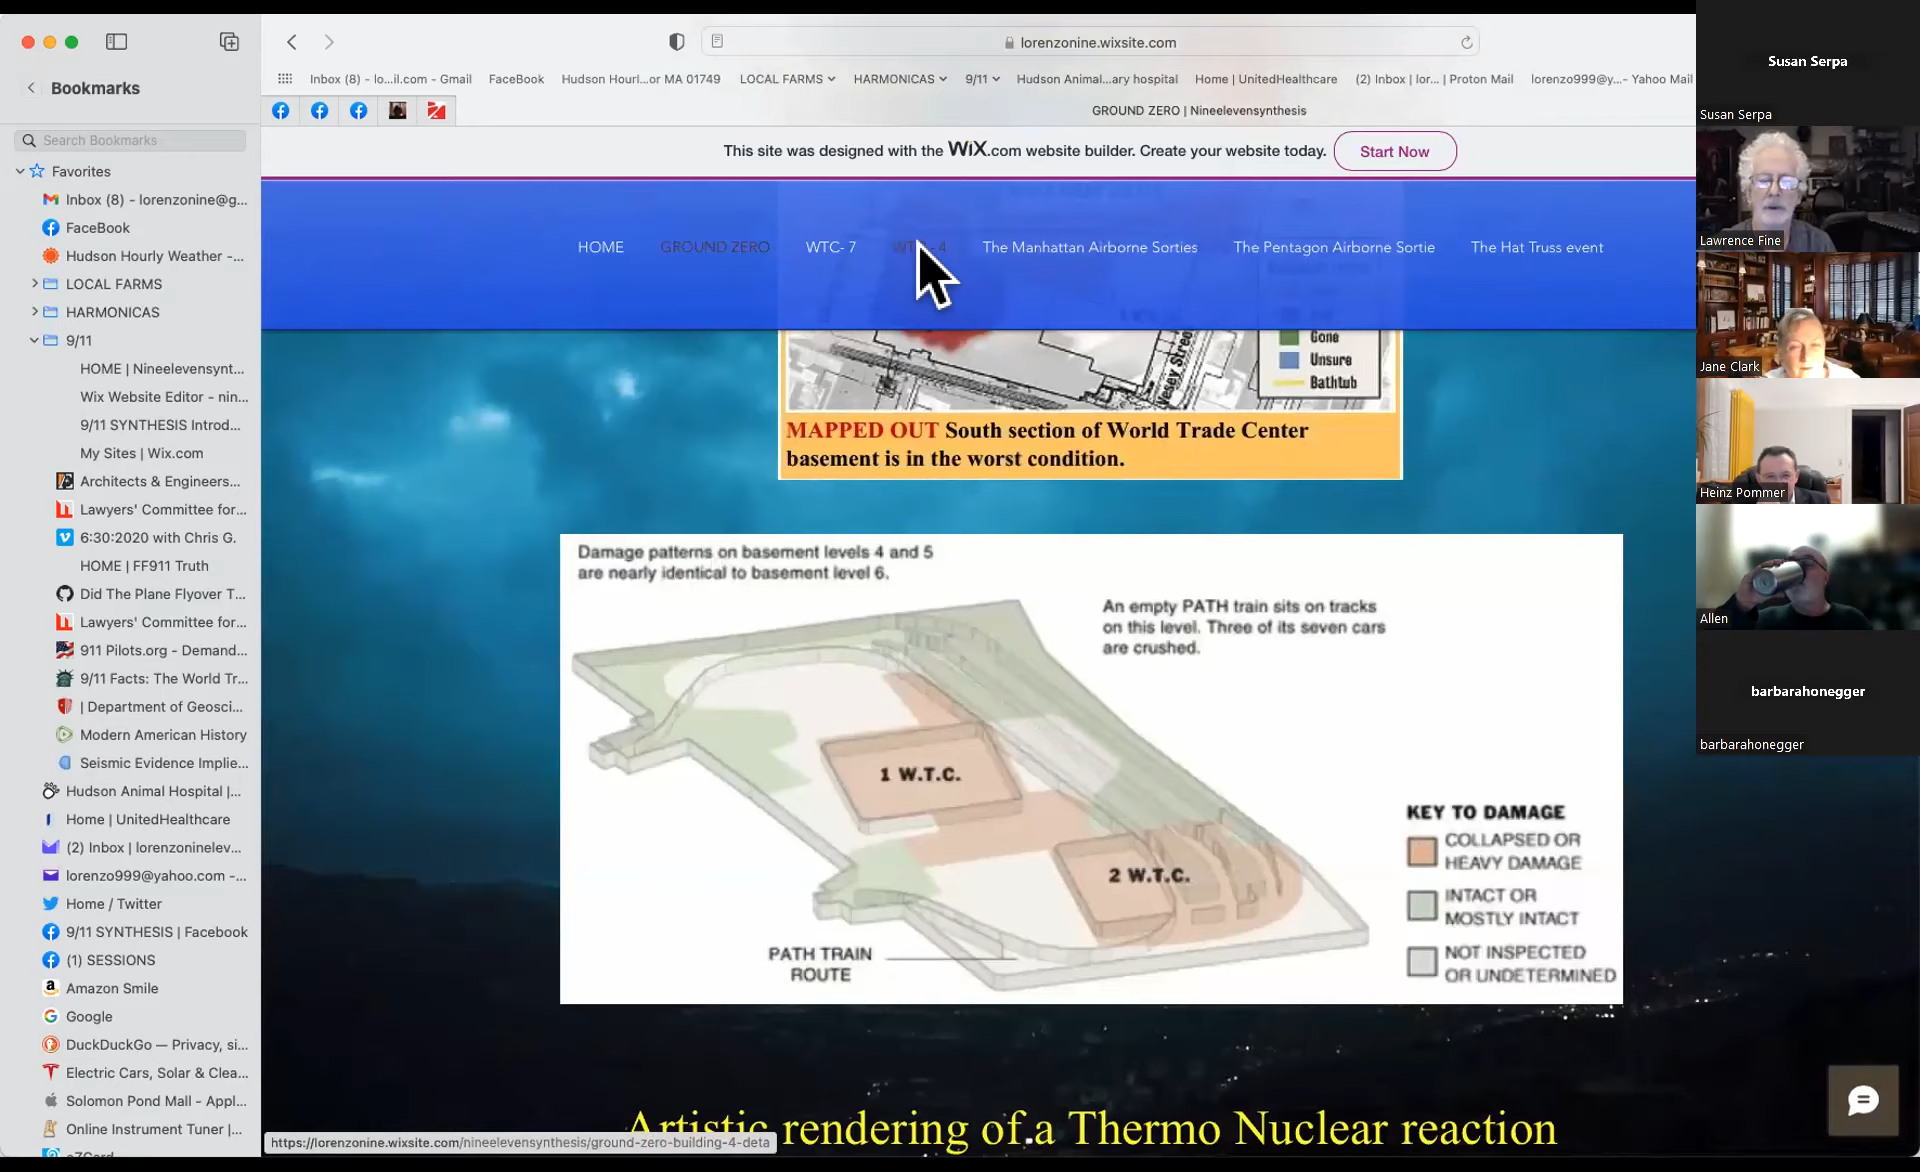 Bookmarks
Search Bookmarks
Favorites
Inbox (8) - lorenzonine@g...
FaceBook
Hudson Hourly Weather -...
LOCAL FARMS
HARMONICAS
9/11
HOME | Nineelevensynt...
Wix Website Editor - nin...
9/11 SYNTHESIS Introd...
My Sites | Wix.com
Architects & Engineers...
Lawyers' Committee for...
6:30:2020 with Chris G.
HOME | FF911 Truth
Did The Plane Flyover T...
Lawyers' Committee for...
911 Pilots.org - Demand...
9/11 Facts: The World Tr...
| Department of Geosci...
Modern American History
Seismic Evidence Implie...
Hudson Animal Hospital |...
Home | UnitedHealthcare
(2) Inbox | lorenzoninelev...
lorenzo999@yahoo.com -...
Home / Twitter
9/11 SYNTHESIS | Facebook
(1) SESSIONS
Amazon Smile
Google
DuckDuckGo — Privacy, si...
Electric Cars, Solar & Clea...
Solomon Pond Mall - Appl...
Online Instrument Tuner |...
lorenzonine.wixsite.com
Inbox (8) - lo...il.com - Gmail FaceBook Hudson Hourl...or MA 01749 LOCAL FARMS HARMONICAS 9/11 Hudson Animal...ary hospital Home | UnitedHealthcare (2) Inbox | lor... | Proton Mail lorenzo999@y...- Yahoo Mail
GROUND ZERO | Nineelevensynthesis
This site was designed with the WiX.com website builder. Create your website today. Start Now
HOME GROUND ZERO WTC- 7 WTC - 4 The Manhattan Airborne Sorties The Pentagon Airborne Sortie The Hat Truss event
Vesey Street
Gone
Unsure
Bathtub
MAPPED OUT South section of World Trade Center
basement is in the worst condition.
Damage patterns on basement levels 4 and 5
are nearly identical to basement level 6.
An empty PATH train sits on tracks
on this level. Three of its seven cars
are crushed.
1 W.T.C.
2 W.T.C.
PATH TRAIN
ROUTE
KEY TO DAMAGE
COLLAPSED OR
HEAVY DAMAGE
INTACT OR
MOSTLY INTACT
NOT INSPECTED
OR UNDETERMINED
Artistic rendering of a Thermo Nuclear reaction
https://lorenzonine.wixsite.com/nineelevensynthesis/ground-zero-building-4-deta
Susan Serpa
Susan Serpa
Lawrence Fine
Jane Clark
Heinz Pommer
Allen
barbarahonegger
barbarahonegger